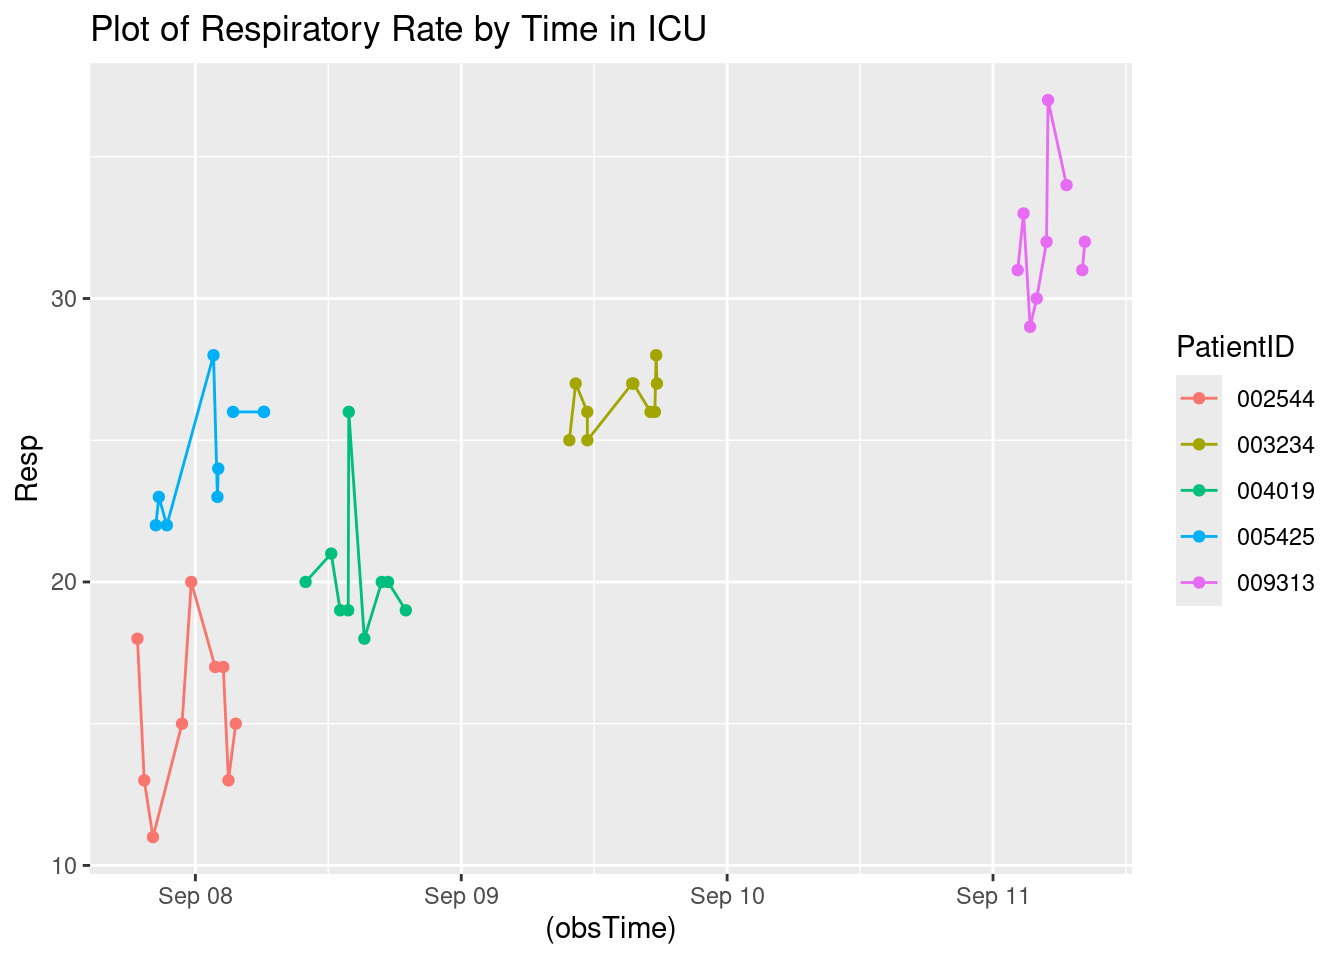 Plot of Respiratory Rate by Time in ICU
Resp
30
20
10
Sep 08 Sep 09 Sep 10 Sep 11
(obsTime)
PatientID
002544
003234
004019
005425
009313